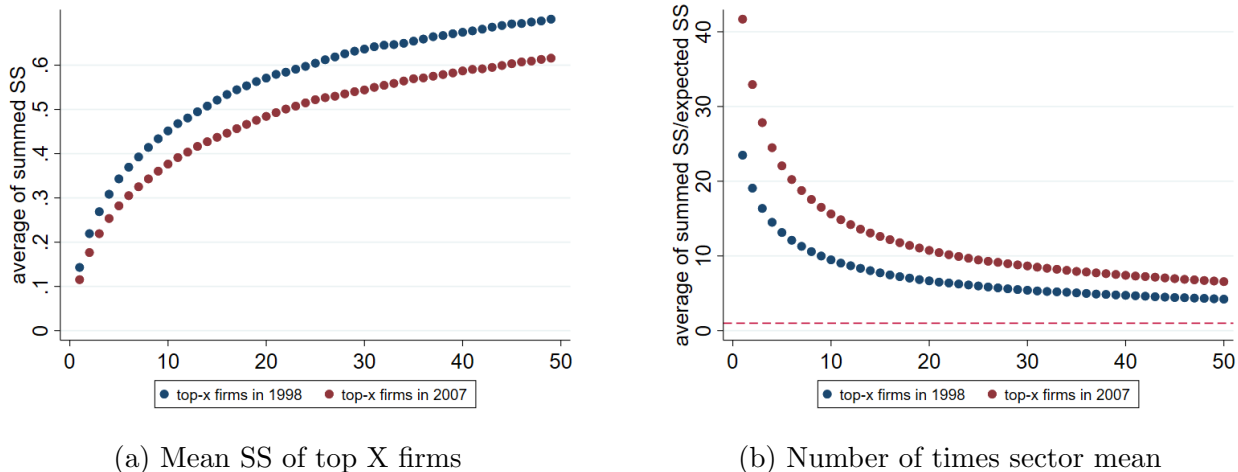 average of summed SS
0 .1 .2 .3 .4 .5 .6
0 10 20 30 40 50
top-x firms in 1998 top-x firms in 2007
(a) Mean SS of top X firms
average of summed SS/expected SS
0 10 20 30 40
0 10 20 30 40 50
top-x firms in 1998 top-x firms in 2007
(b) Number of times sector mean